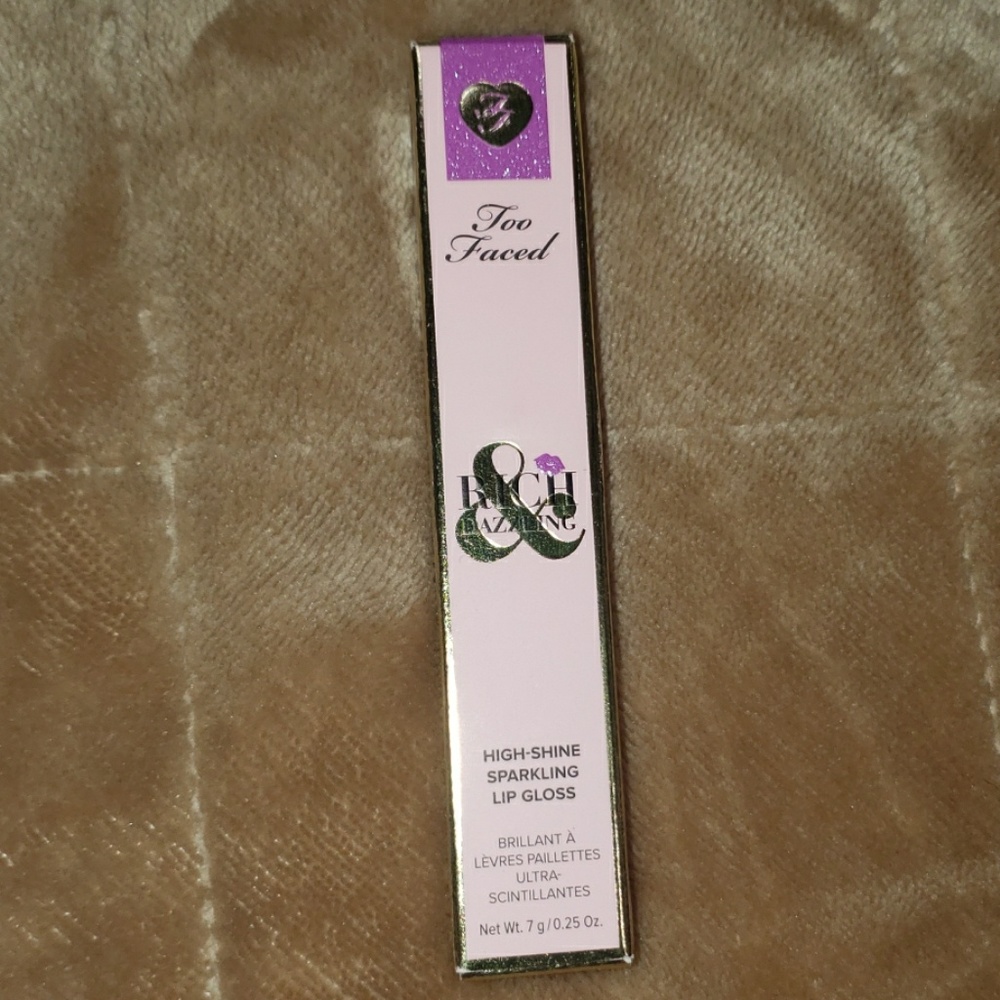 Too
Faced
RICH
&
DAZZLING
HIGH-SHINE
SPARKLING
LIP GLOSS
BRILLANT À
LÈVRES PAILLETTES
ULTRA-
SCINTILLANTES
Net Wt. 7 g/0.25 Oz.